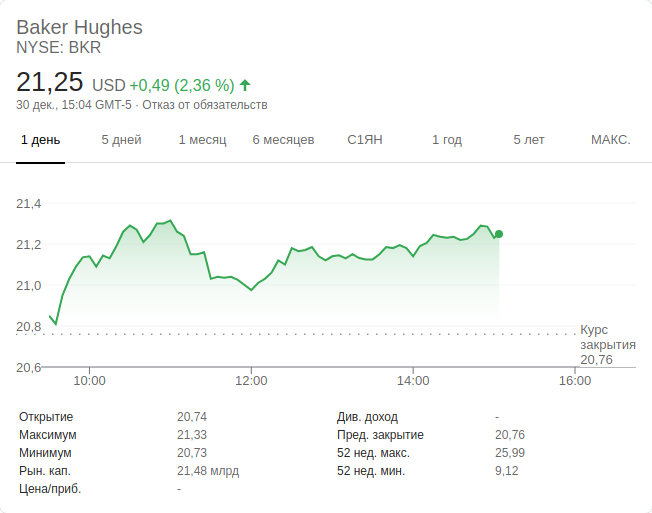 Baker Hughes
NYSE: BKR
21,25 USD +0,49 (2,36 %)
30 дек., 15:04 GMT-5 · Отказ от обязательств
1 день 5 дней 1 месяц 6 месяцев С1ЯН 1 год 5 лет МАКС.
21,4
21,2
21,0
20,8
20,6
Курс
закрытия
20,76
10:00 12:00 14:00 16:00
Открытие 20,74 Див. доход -
Максимум 21,33 Пред. закрытие 20,76
Минимум 20,73 52 нед. макс. 25,99
Рын. кап. 21,48 млрд 52 нед. мин. 9,12
Цена/приб. -